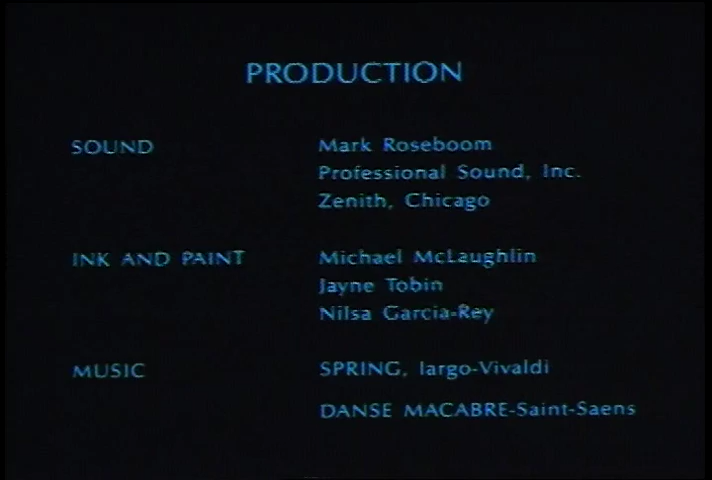 PRODUCTION
SOUND Mark Roseboom
Professional Sound, Inc.
Zenith, Chicago
INK AND PAINT Michael McLaughlin
Jayne Tobin
Nilsa Garcia-Rey
MUSIC SPRING, largo-Vivaldi
DANSE MACABRE-Saint-Saens